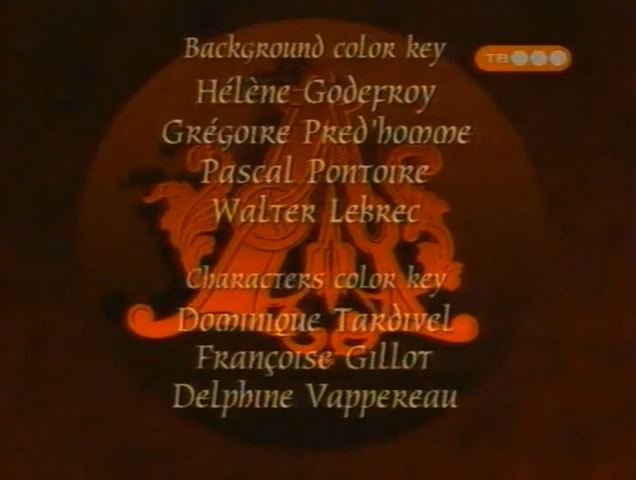 Background color key
TB
Hélène Godefroy
Grégoire Pred'homme
Pascal Pontoire
Walter Lebrec
Characters color key
Dominique Tardivel
Françoise Gillot
Delphine Vappereau